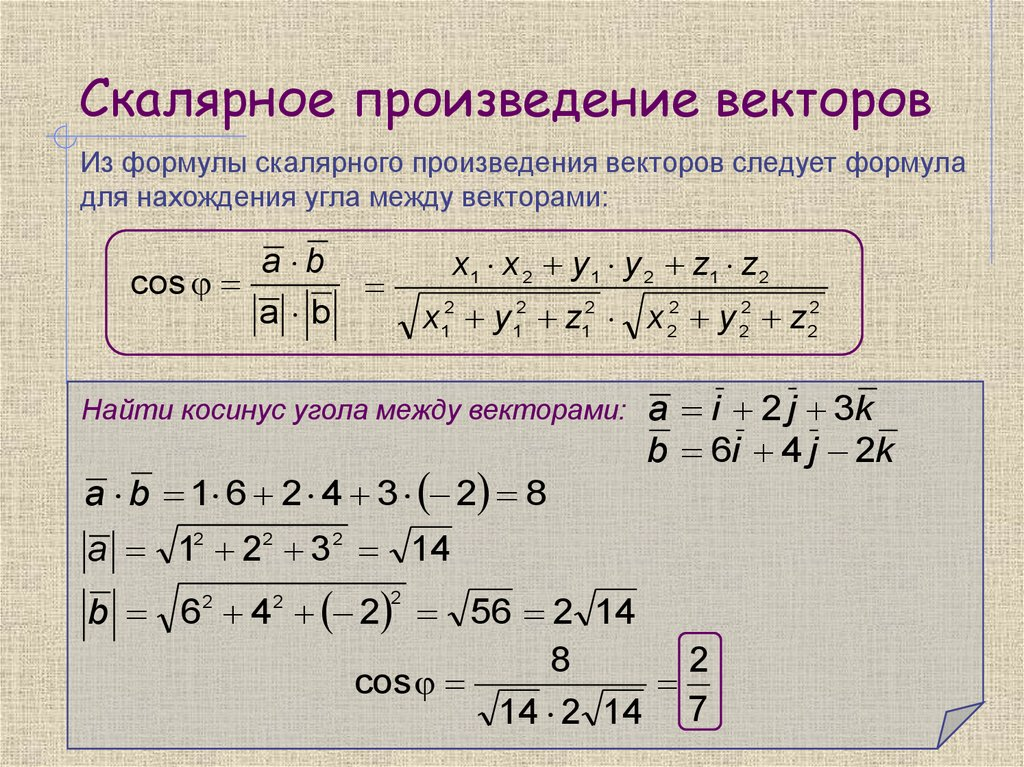 Скалярное произведение векторов
Из формулы скалярного произведения векторов следует формула
для нахождения угла между векторами:
cos φ = (a̅ · b̅) / (|a̅| · |b̅|) = (x₁ · x₂ + y₁ · y₂ + z₁ · z₂) / (√(x₁² + y₁² + z₁²) · √(x₂² + y₂² + z₂²))
Найти косинус угола между векторами: a̅ = i̅ + 2j̅ + 3k̅
b̅ = 6i̅ + 4j̅ − 2k̅
a̅ · b̅ = 1 · 6 + 2 · 4 + 3 · (− 2) = 8
|a̅| = √(1² + 2² + 3²) = √14
|b̅| = √(6² + 4² + (− 2)²) = √56 = 2√14
cos φ = 8 / (√14 · 2√14) = 2/7